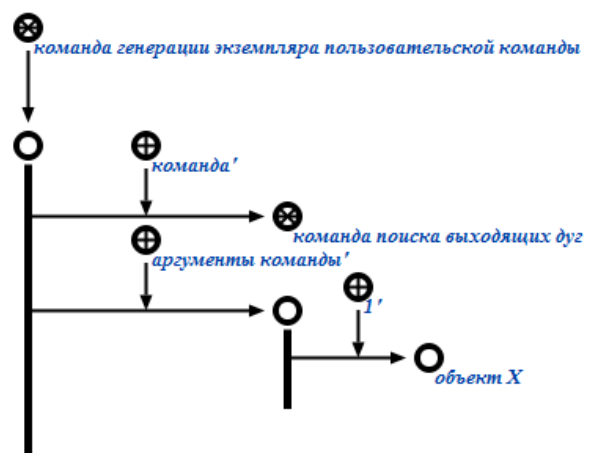 команда генерации экземпляра пользовательской команды
команда'
команда поиска выходящих дуг
аргументы команды'
1'
объект X